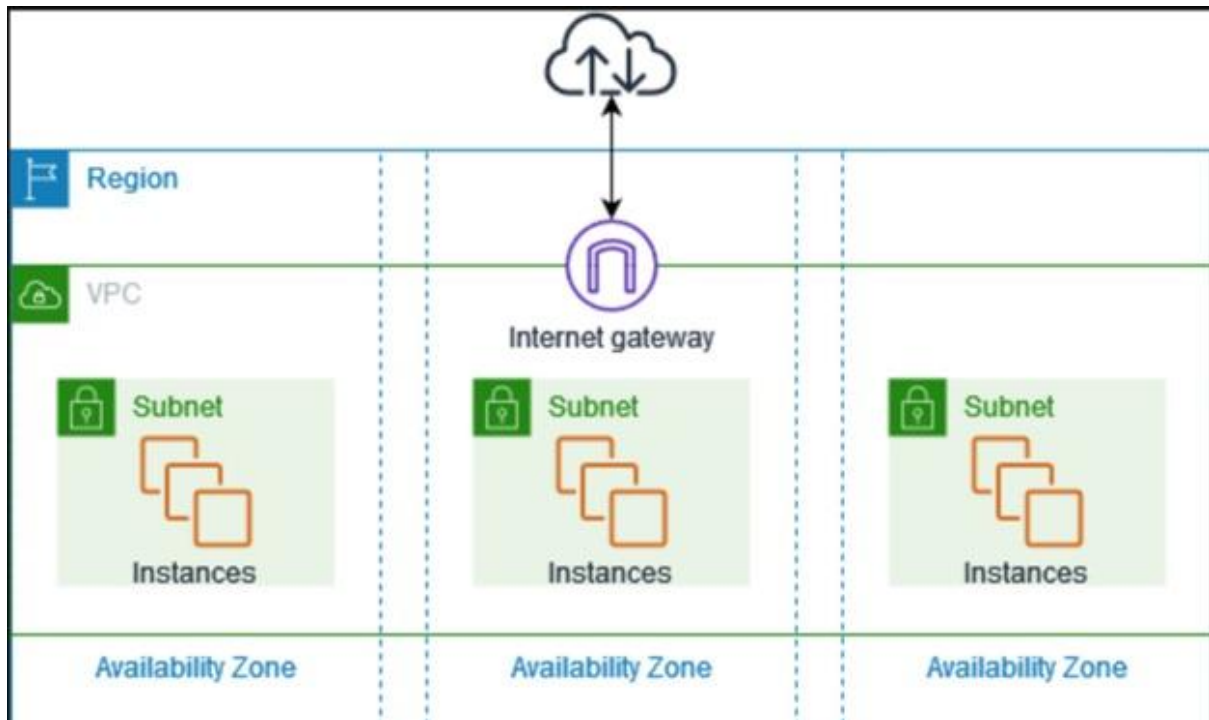 Region
VPC
Internet gateway
Subnet
Subnet
Subnet
Instances
Instances
Instances
Availability Zone
Availability Zone
Availability Zone